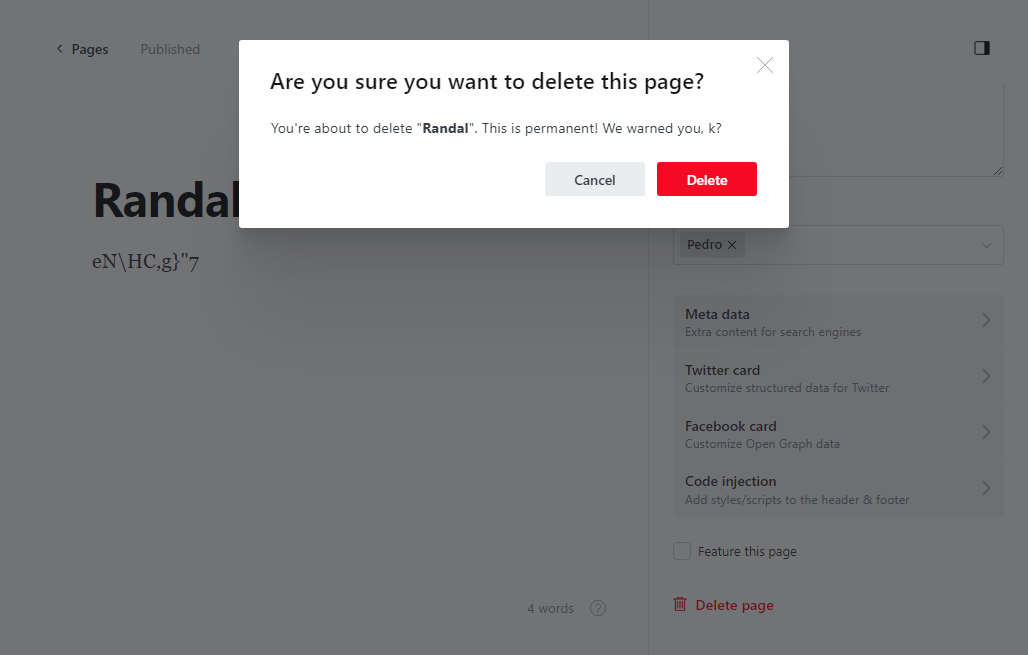 Pages
Published
Are you sure you want to delete this page?
You're about to delete "Randal". This is permanent! We warned you, k?
Cancel
Delete
Randal
eN\HC,g}"7
Pedro
Meta data
Extra content for search engines
Twitter card
Customize structured data for Twitter
Facebook card
Customize Open Graph data
Code injection
Add styles/scripts to the header & footer
Feature this page
4 words
?
Delete page